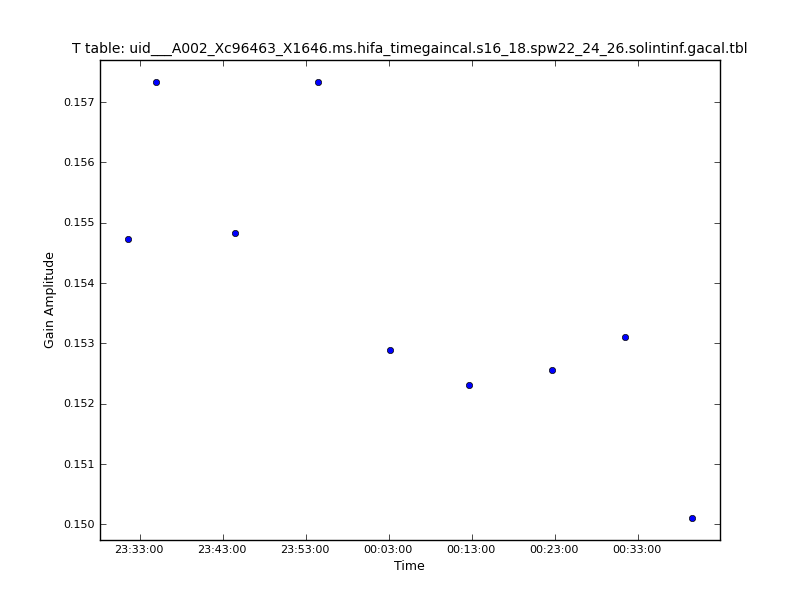 T table: uid___A002_Xc96463_X1646.ms.hifa_timegaincal.s16_18.spw22_24_26.solintinf.gacal.tbl
Gain Amplitude
0.157
0.156
0.155
0.154
0.153
0.152
0.151
0.150
23:33:00 23:43:00 23:53:00 00:03:00 00:13:00 00:23:00 00:33:00
Time